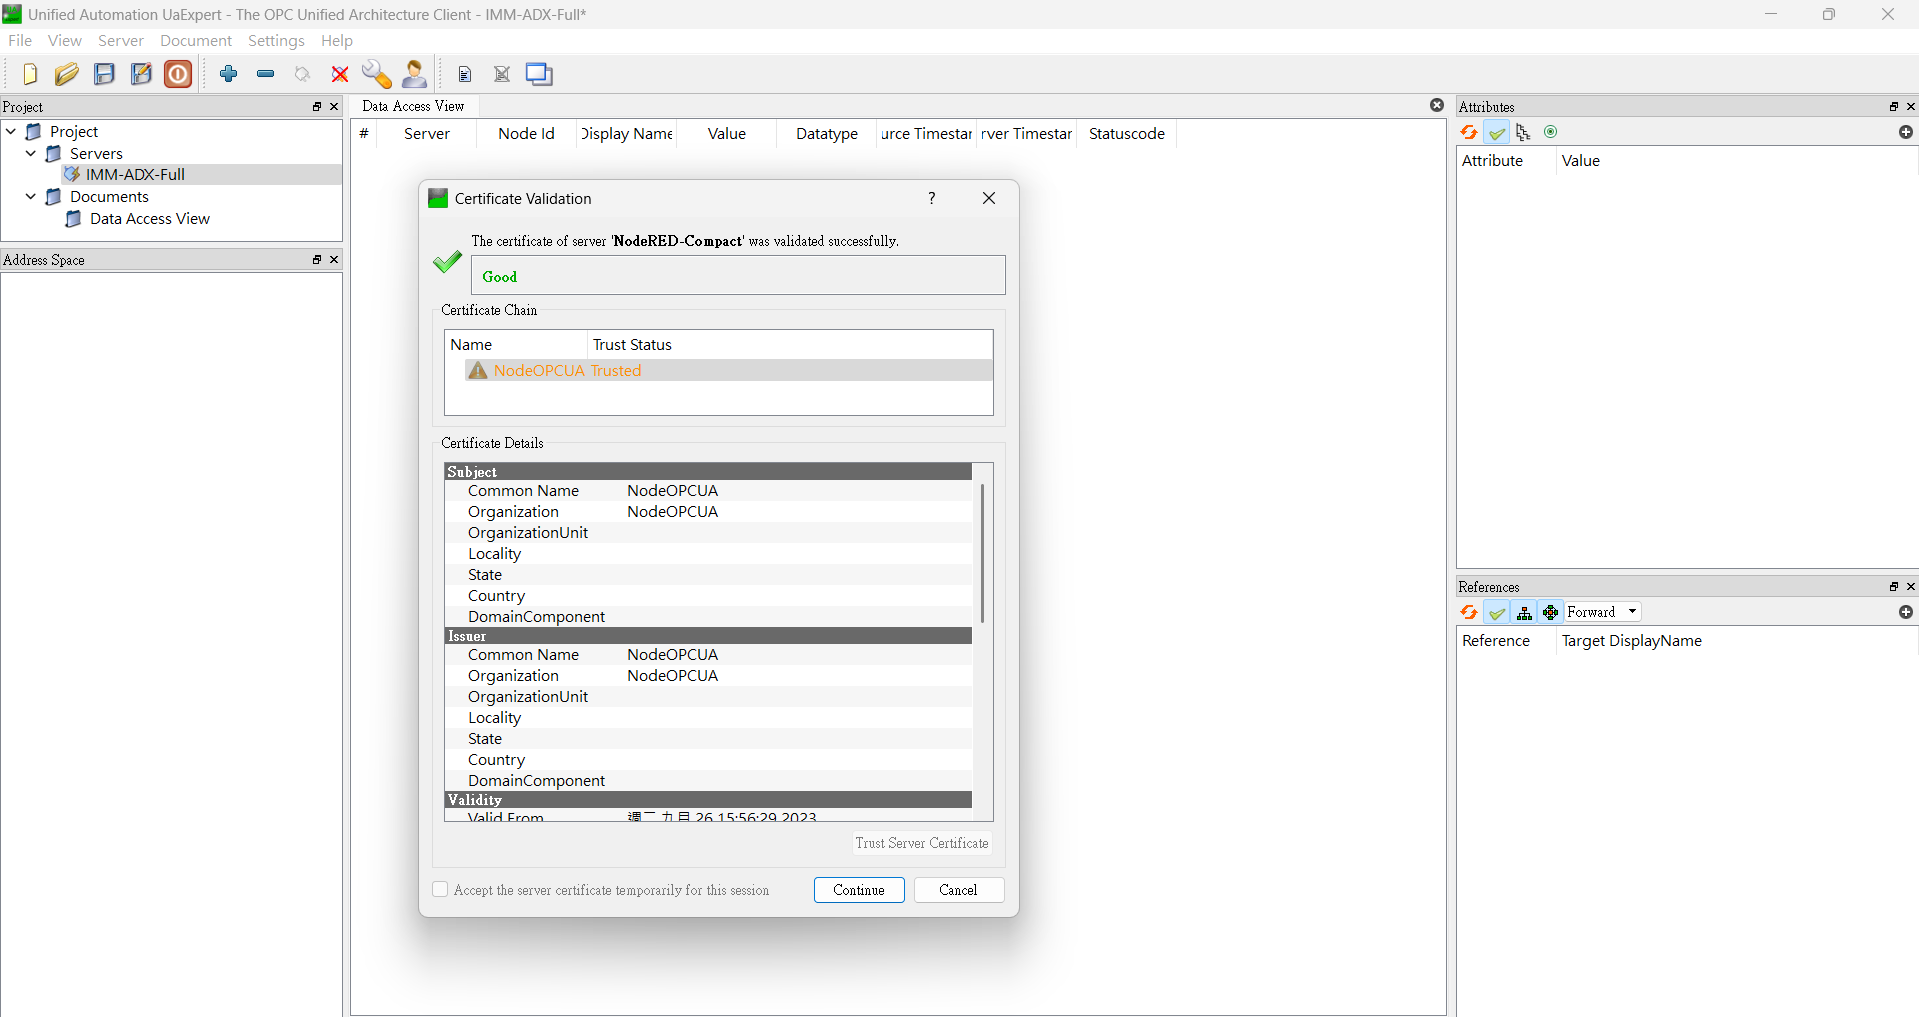 Unified Automation UaExpert - The OPC Unified Architecture Client - IMM-ADX-Full*
File View Server Document Settings Help
Project
Project
Servers
IMM-ADX-Full
Documents
Data Access View
Address Space
Data Access View
# Server Node Id Display Name Value Datatype urce Timestar rver Timestar Statuscode
Certificate Validation
?
The certificate of server 'NodeRED-Compact' was validated successfully.
Good
Certificate Chain
Name Trust Status
NodeOPCUA Trusted
Certificate Details
Subject
Common Name NodeOPCUA
Organization NodeOPCUA
OrganizationUnit
Locality
State
Country
DomainComponent
Issuer
Common Name NodeOPCUA
Organization NodeOPCUA
OrganizationUnit
Locality
State
Country
DomainComponent
Validity
Valid From 週二 九月 26 15:56:29 2023
Trust Server Certificate
Accept the server certificate temporarily for this session
Continue Cancel
Attributes
Attribute Value
References
Forward
Reference Target DisplayName